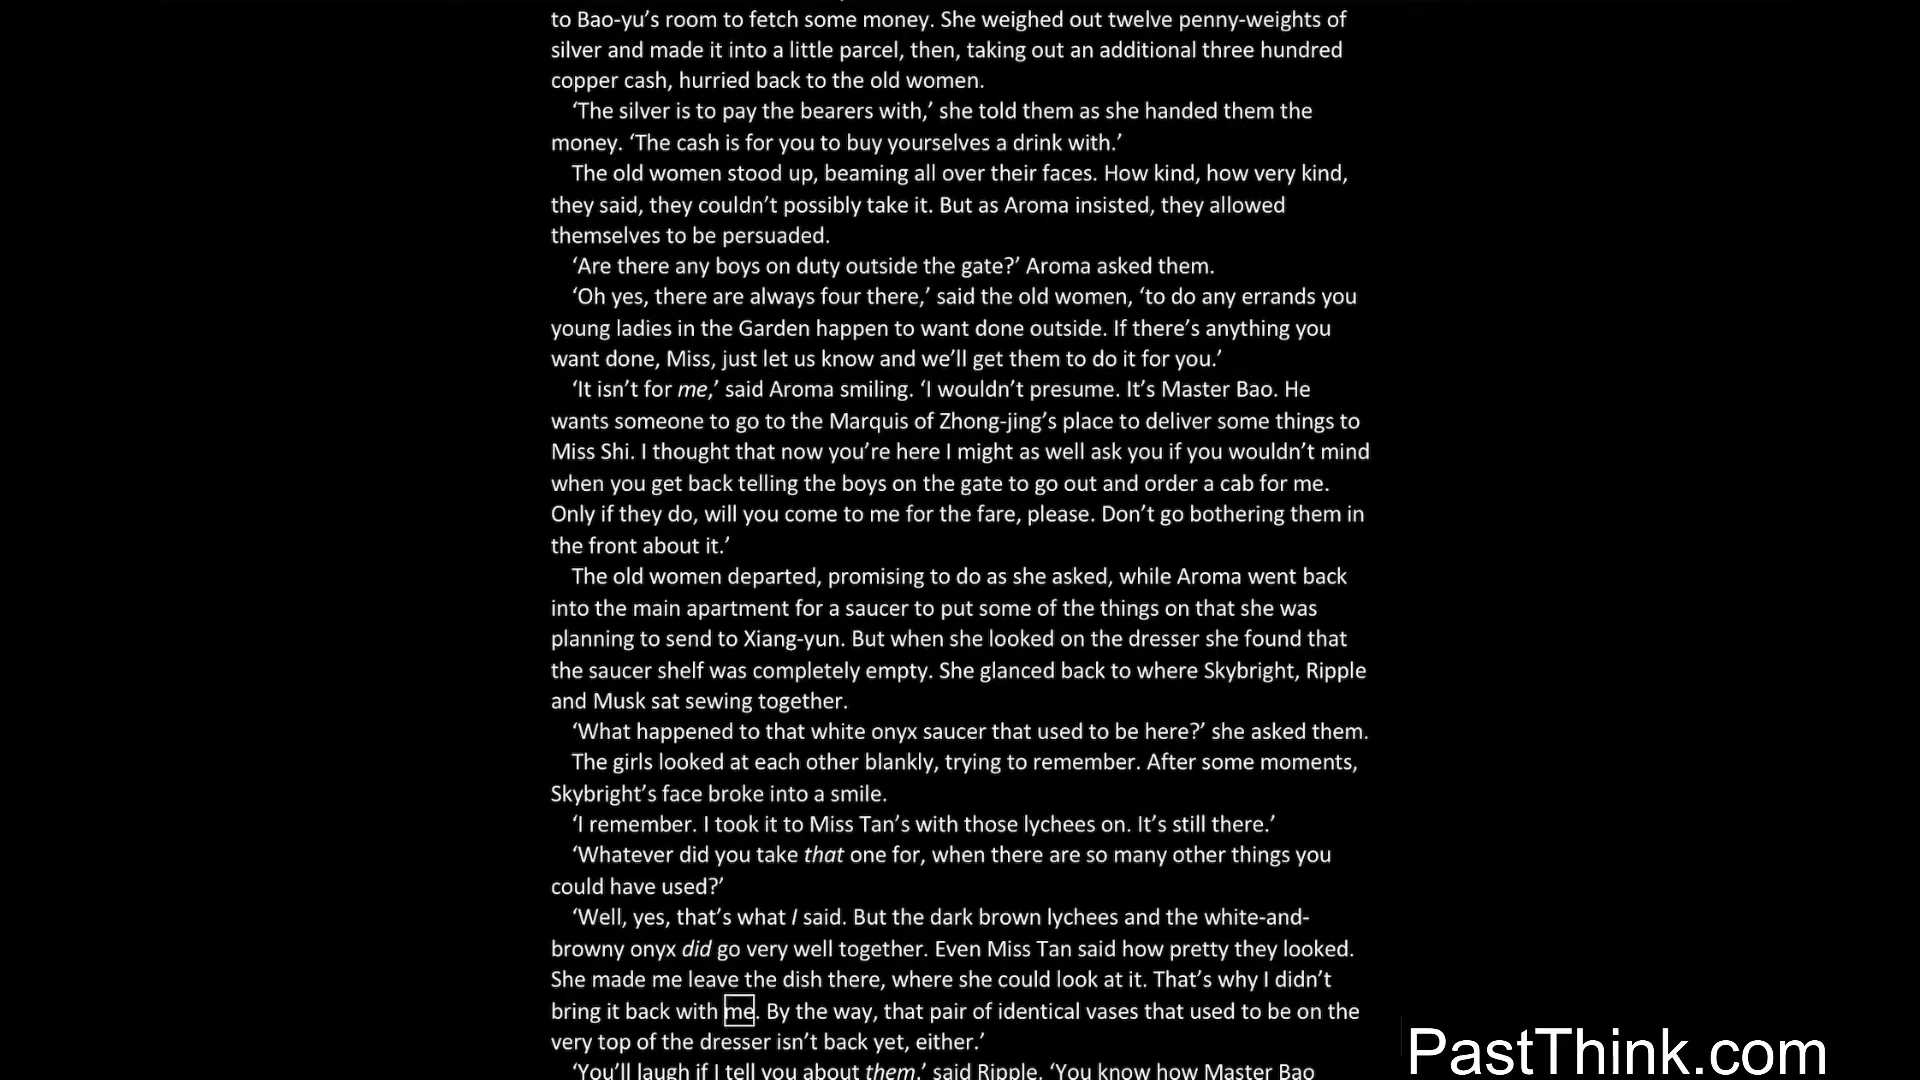 to Bao-yu’s room to fetch some money. She weighed out twelve penny-weights of
silver and made it into a little parcel, then, taking out an additional three hundred
copper cash, hurried back to the old women.
‘The silver is to pay the bearers with,’ she told them as she handed them the
money. ‘The cash is for you to buy yourselves a drink with.’
The old women stood up, beaming all over their faces. How kind, how very kind,
they said, they couldn’t possibly take it. But as Aroma insisted, they allowed
themselves to be persuaded.
‘Are there any boys on duty outside the gate?’ Aroma asked them.
‘Oh yes, there are always four there,’ said the old women, ‘to do any errands you
young ladies in the Garden happen to want done outside. If there’s anything you
want done, Miss, just let us know and we’ll get them to do it for you.’
‘It isn’t for me,’ said Aroma smiling. ‘I wouldn’t presume. It’s Master Bao. He
wants someone to go to the Marquis of Zhong-jing’s place to deliver some things to
Miss Shi. I thought that now you’re here I might as well ask you if you wouldn’t mind
when you get back telling the boys on the gate to go out and order a cab for me.
Only if they do, will you come to me for the fare, please. Don’t go bothering them in
the front about it.’
The old women departed, promising to do as she asked, while Aroma went back
into the main apartment for a saucer to put some of the things on that she was
planning to send to Xiang-yun. But when she looked on the dresser she found that
the saucer shelf was completely empty. She glanced back to where Skybright, Ripple
and Musk sat sewing together.
‘What happened to that white onyx saucer that used to be here?’ she asked them.
The girls looked at each other blankly, trying to remember. After some moments,
Skybright’s face broke into a smile.
‘I remember. I took it to Miss Tan’s with those lychees on. It’s still there.’
‘Whatever did you take that one for, when there are so many other things you
could have used?’
‘Well, yes, that’s what I said. But the dark brown lychees and the white-and-
browny onyx did go very well together. Even Miss Tan said how pretty they looked.
She made me leave the dish there, where she could look at it. That’s why I didn’t
bring it back with me. By the way, that pair of identical vases that used to be on the
very top of the dresser isn’t back yet, either.’
‘You’ll laugh if I tell you about them,’ said Ripple. ‘You know how Master Bao
PastThink.com